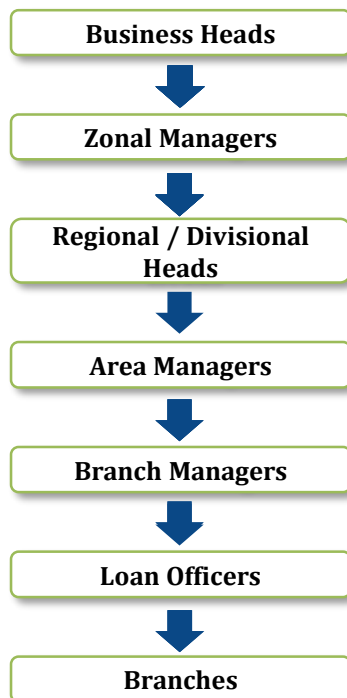 Business Heads
Zonal Managers
Regional / Divisional
Heads
Area Managers
Branch Managers
Loan Officers
Branches